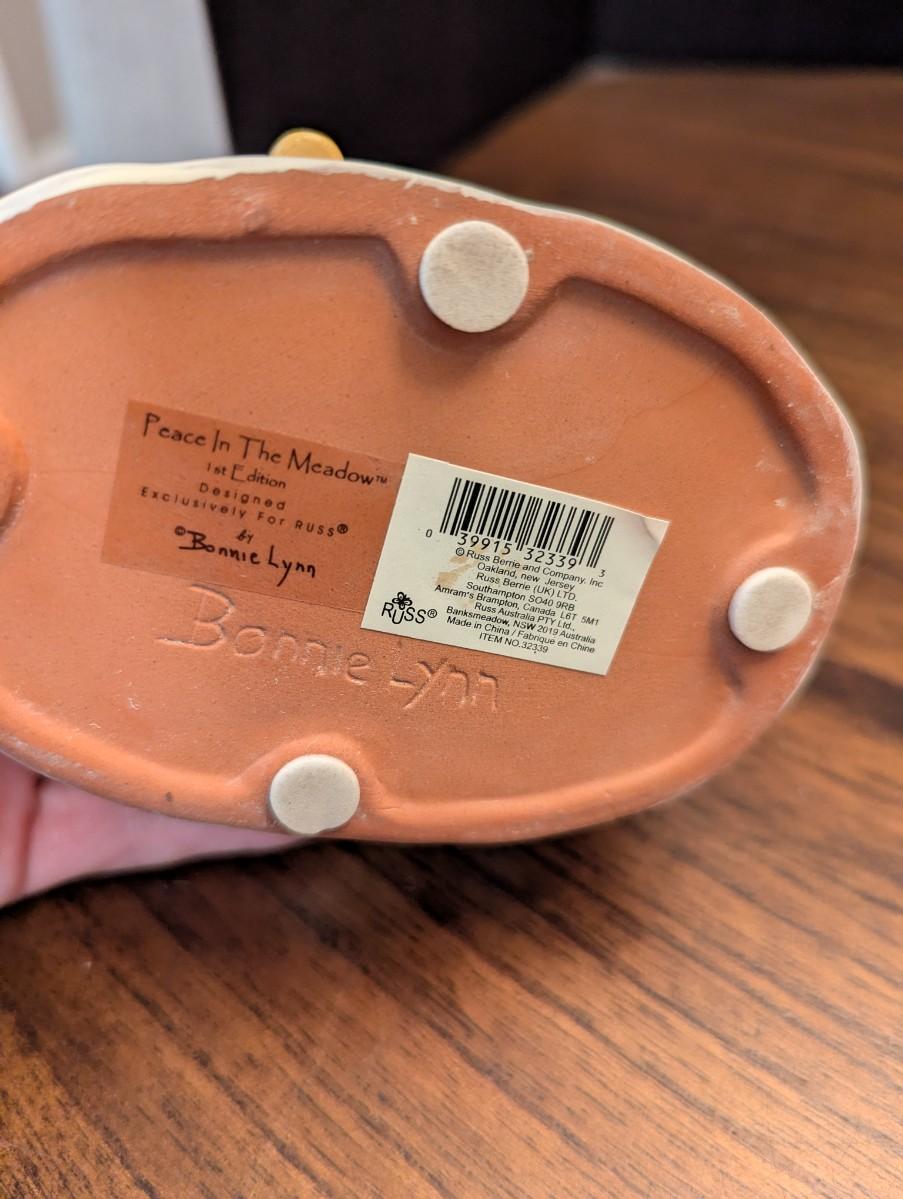 Peace In The Meadow™
1st Edition
Designed
Exclusively For RUSS®
by
©Bonnie Lynn
0 39915 32339 3
© Russ Berrie and Company. Inc
Oakland, new Jersey
Russ Berrie (UK) LTD.
Southampton SO40 9RB
Amram's Brampton, Canada L6T 5M1
Russ Australia PTY Ltd.,
Banksmeadow, NSW 2019 Australia
Made in China / Fabrique en Chine
ITEM NO.32339
RUSS®
Bonnie Lynn